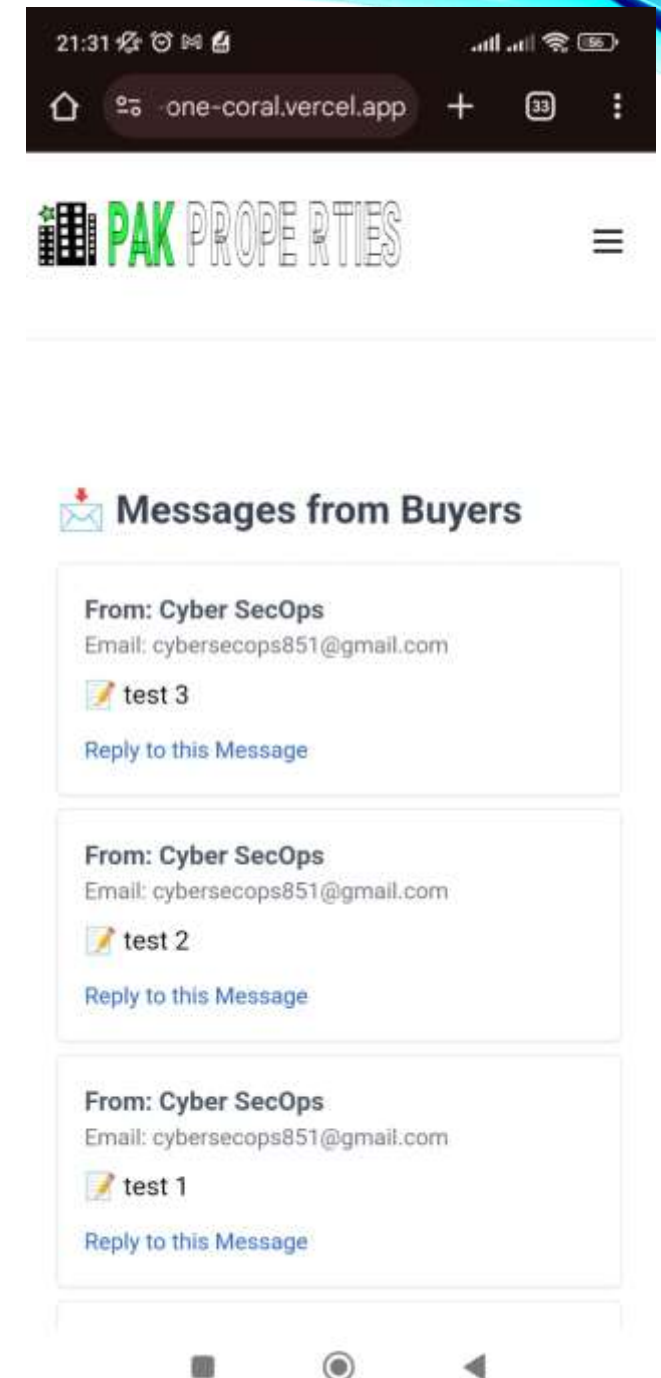 21:31 56
-one-coral.vercel.app 33
PAK PROPE RTIES
📩 Messages from Buyers
From: Cyber SecOps
Email: cybersecops851@gmail.com
📝 test 3
Reply to this Message
From: Cyber SecOps
Email: cybersecops851@gmail.com
📝 test 2
Reply to this Message
From: Cyber SecOps
Email: cybersecops851@gmail.com
📝 test 1
Reply to this Message